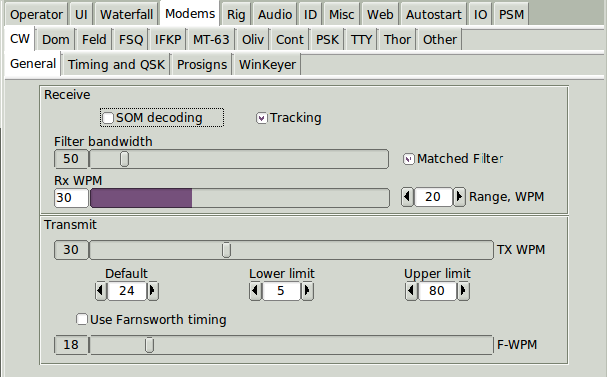 Operator UI Waterfall Modems Rig Audio ID Misc Web Autostart IO PSM
CW Dom Feld FSQ IFKP MT-63 Oliv Cont PSK TTY Thor Other
General Timing and QSK Prosigns WinKeyer
Receive
SOM decoding Tracking
Filter bandwidth
50 Matched Filter
Rx WPM
30 20 Range, WPM
Transmit
30 TX WPM
Default Lower limit Upper limit
24 5 80
Use Farnsworth timing
18 F-WPM